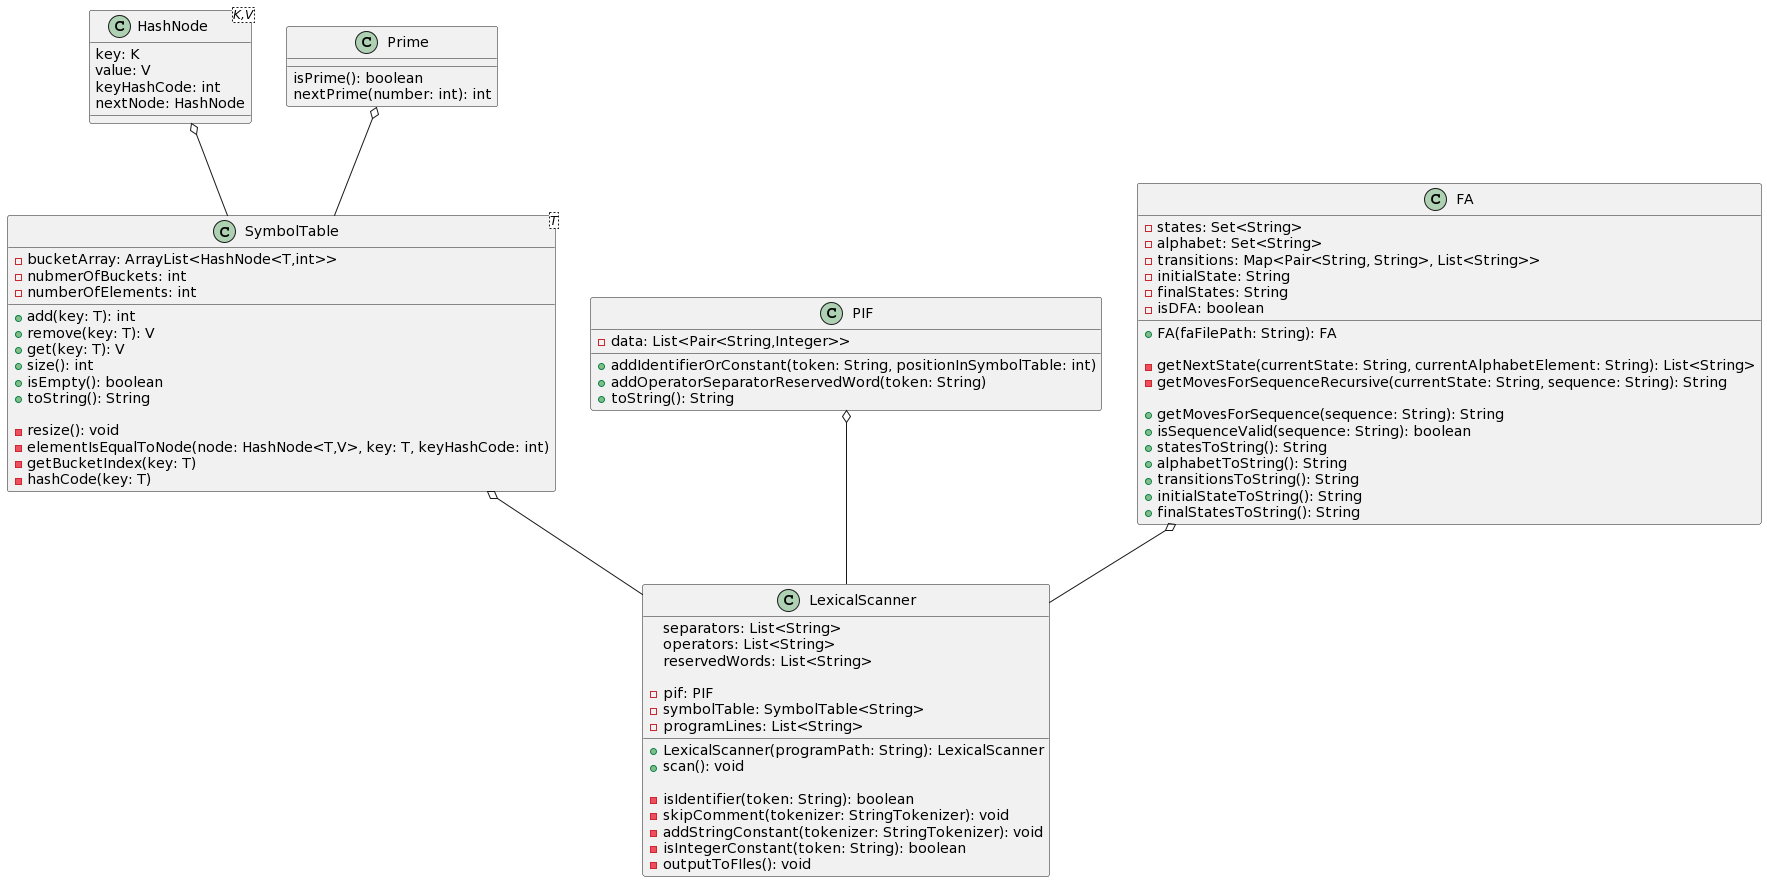 C HashNode
K,V
key: K
value: V
keyHashCode: int
nextNode: HashNode
C Prime
isPrime(): boolean
nextPrime(number: int): int
C SymbolTable
T
bucketArray: ArrayList<HashNode<T,int>>
nubmerOfBuckets: int
numberOfElements: int
add(key: T): int
remove(key: T): V
get(key: T): V
size(): int
isEmpty(): boolean
toString(): String
resize(): void
elementIsEqualToNode(node: HashNode<T,V>, key: T, keyHashCode: int)
getBucketIndex(key: T)
hashCode(key: T)
C PIF
data: List<Pair<String,Integer>>
addIdentifierOrConstant(token: String, positionInSymbolTable: int)
addOperatorSeparatorReservedWord(token: String)
toString(): String
C FA
states: Set<String>
alphabet: Set<String>
transitions: Map<Pair<String, String>, List<String>>
initialState: String
finalStates: String
isDFA: boolean
FA(faFilePath: String): FA
getNextState(currentState: String, currentAlphabetElement: String): List<String>
getMovesForSequenceRecursive(currentState: String, sequence: String): String
getMovesForSequence(sequence: String): String
isSequenceValid(sequence: String): boolean
statesToString(): String
alphabetToString(): String
transitionsToString(): String
initialStateToString(): String
finalStatesToString(): String
C LexicalScanner
separators: List<String>
operators: List<String>
reservedWords: List<String>
pif: PIF
symbolTable: SymbolTable<String>
programLines: List<String>
LexicalScanner(programPath: String): LexicalScanner
scan(): void
isIdentifier(token: String): boolean
skipComment(tokenizer: StringTokenizer): void
addStringConstant(tokenizer: StringTokenizer): void
isIntegerConstant(token: String): boolean
outputToFIles(): void